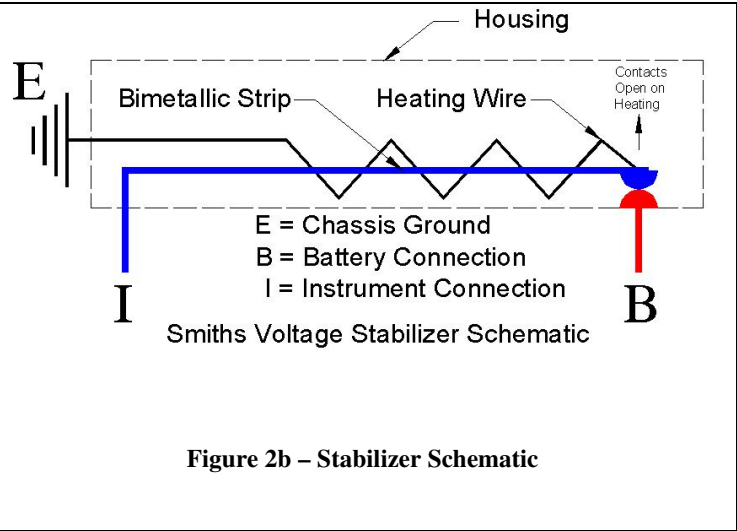 Housing
E
Bimetallic Strip
Heating Wire
Contacts
Open on
Heating
E = Chassis Ground
B = Battery Connection
I = Instrument Connection
I
B
Smiths Voltage Stabilizer Schematic
Figure 2b – Stabilizer Schematic